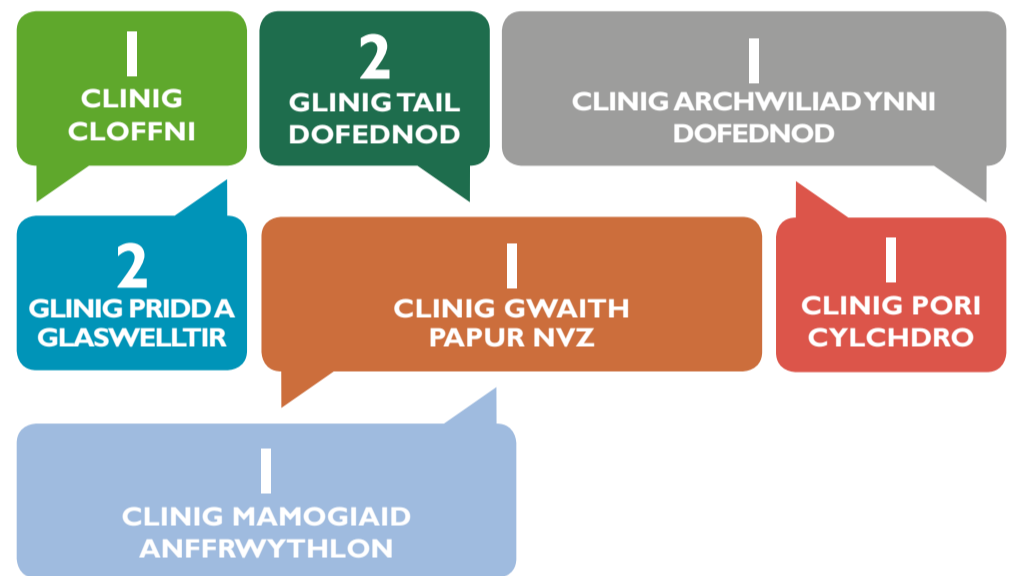 1
CLINIG
CLOFFNI
2
GLINIG TAIL
DOFEDNOD
1
CLINIG ARCHWILIAD YNNI
DOFEDNOD
2
GLINIG PRIDD A
GLASWELLTIR
1
CLINIG GWAITH
PAPUR NVZ
1
CLINIG PORI
CYLCHDRO
1
CLINIG MAMOGIAID
ANFFRWYTHLON